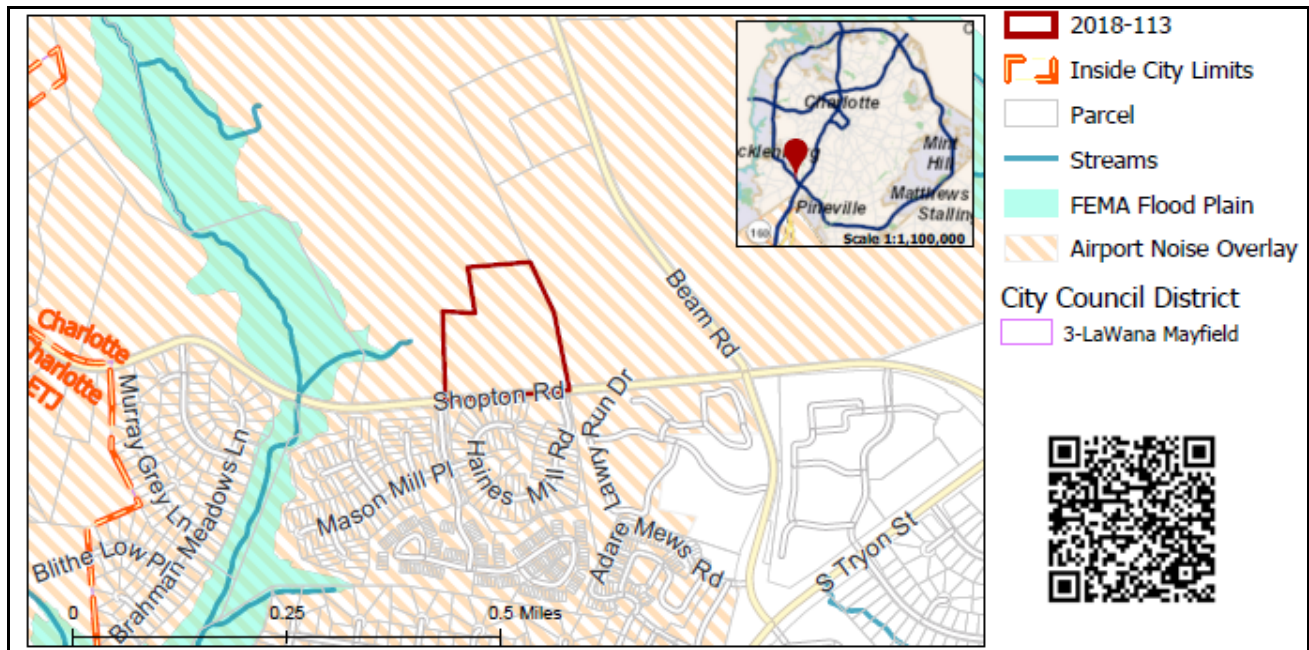 2018-113
Inside City Limits
Parcel
Streams
FEMA Flood Plain
Airport Noise Overlay
City Council District
3-LaWana Mayfield
Charlotte
Mint
Hill
Matthews
Pineville
Stallin
160
Scale 1:1,100,000
Beam Rd
Charlotte
Charlotte
ETJ
Shopton Rd
Murray Grey Ln
Brahman Meadows Ln
Blithe Low Pl
Mason Mill Pl
Haines
Mill Rd
Lawry Run Dr
Adare
Mews Rd
S Tryon St
0
0.25
0.5 Miles